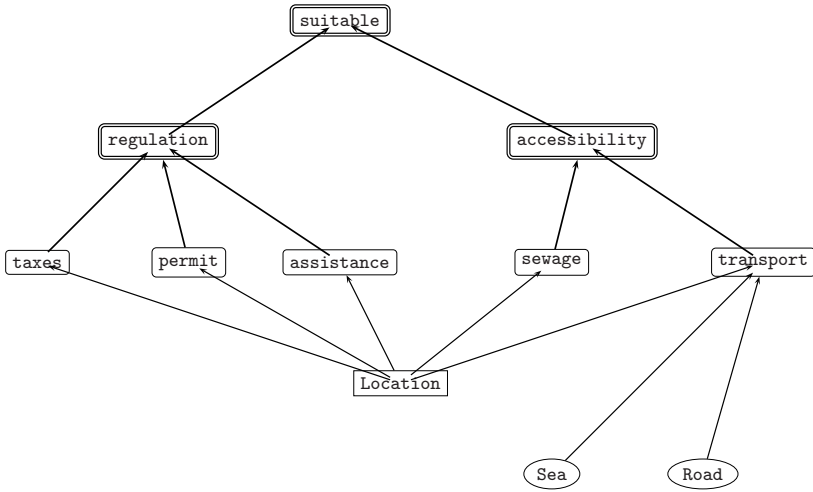 suitable
regulation
accessibility
taxes
permit
assistance
sewage
transport
Location
Sea
Road